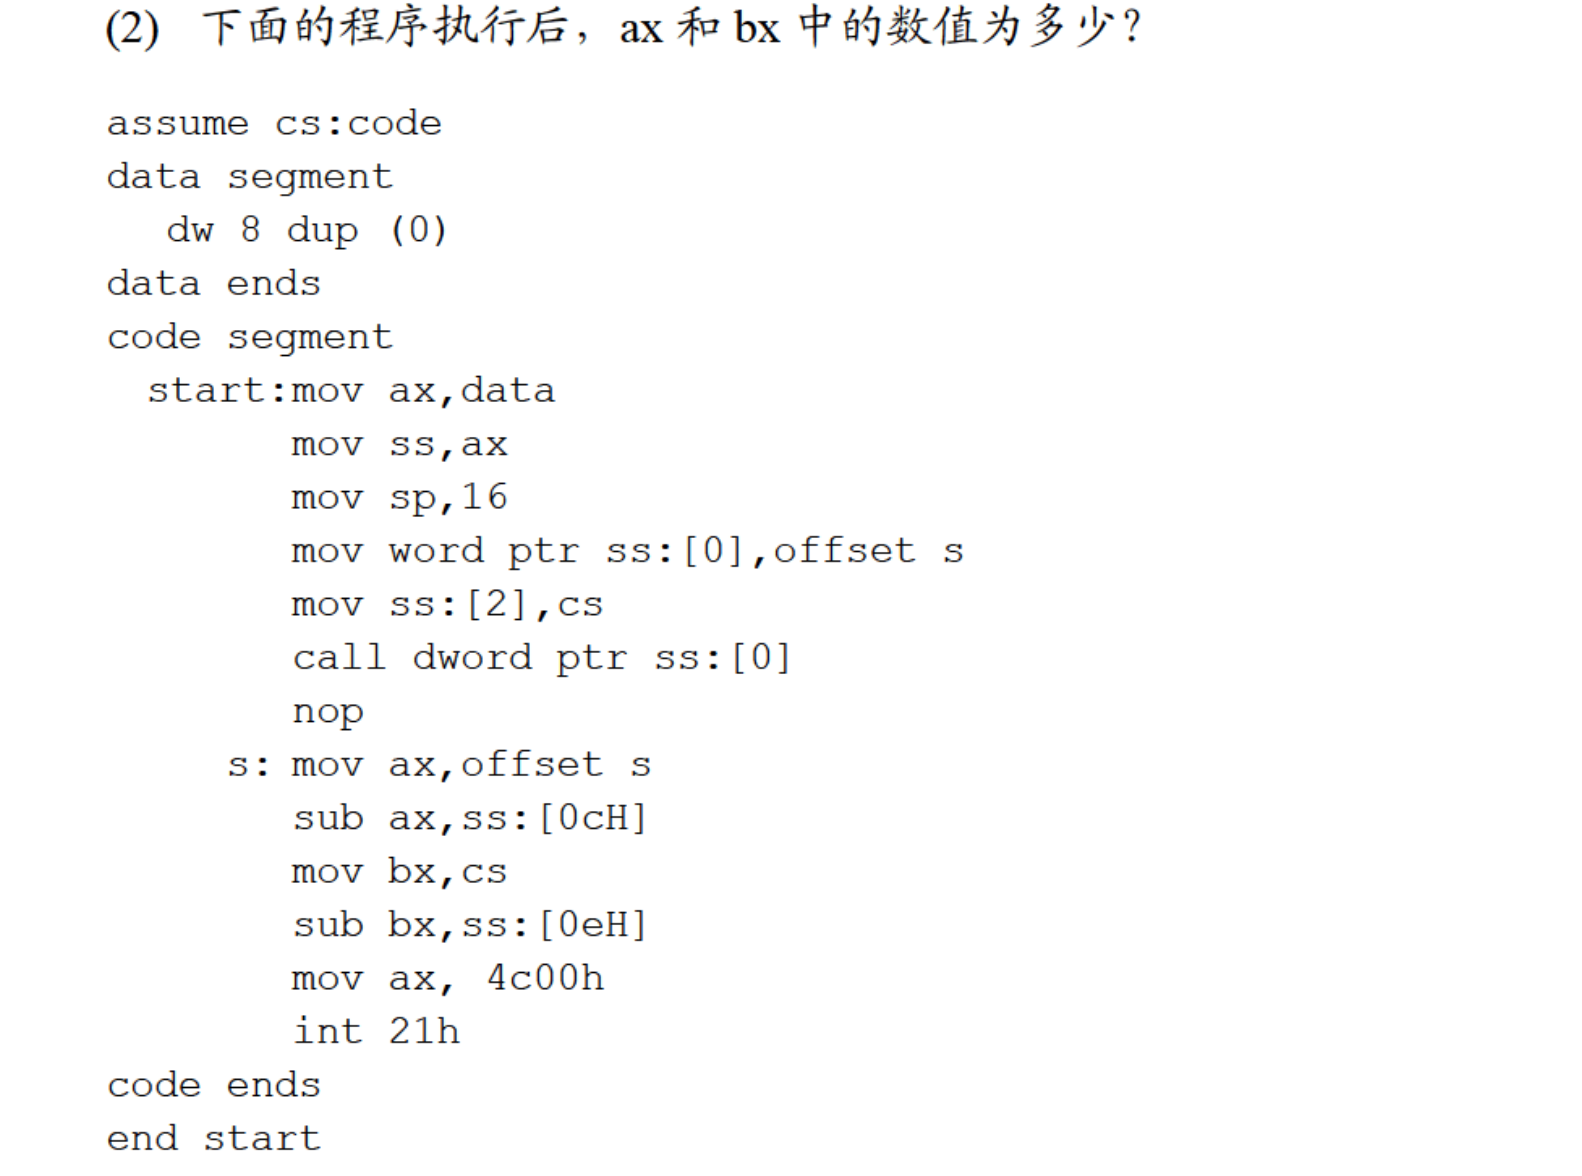 (2) 下面的程序执行后，ax 和 bx 中的数值为多少？
assume cs:code
data segment
dw 8 dup (0)
data ends
code segment
start:mov ax,data
mov ss,ax
mov sp,16
mov word ptr ss:[0],offset s
mov ss:[2],cs
call dword ptr ss:[0]
nop
s: mov ax,offset s
sub ax,ss:[0cH]
mov bx,cs
sub bx,ss:[0eH]
mov ax, 4c00h
int 21h
code ends
end start